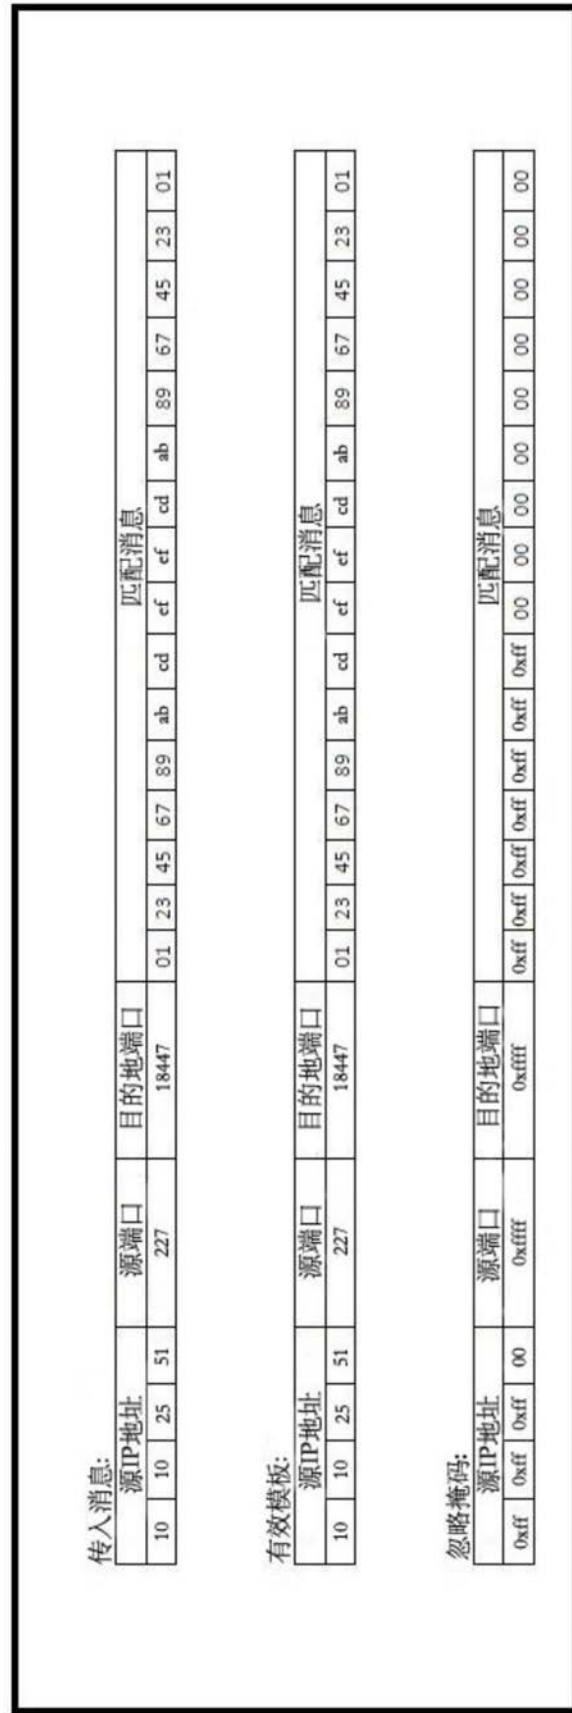 传入消息:
源IP地址 源端口 目的地端口 匹配消息
10 10 25 51 227 18447 01 23 45 67 89 ab cd ef ef cd ab 89 67 45 23 01
有效模板:
源IP地址 源端口 目的地端口 匹配消息
10 10 25 51 227 18447 01 23 45 67 89 ab cd ef ef cd ab 89 67 45 23 01
忽略掩码:
源IP地址 源端口 目的地端口 匹配消息
0xff 0xff 0xff 00 0xffff 0xffff 0xff 0xff 0xff 0xff 0xff 0xff 0xff 00 00 00 00 00 00 00 00 00